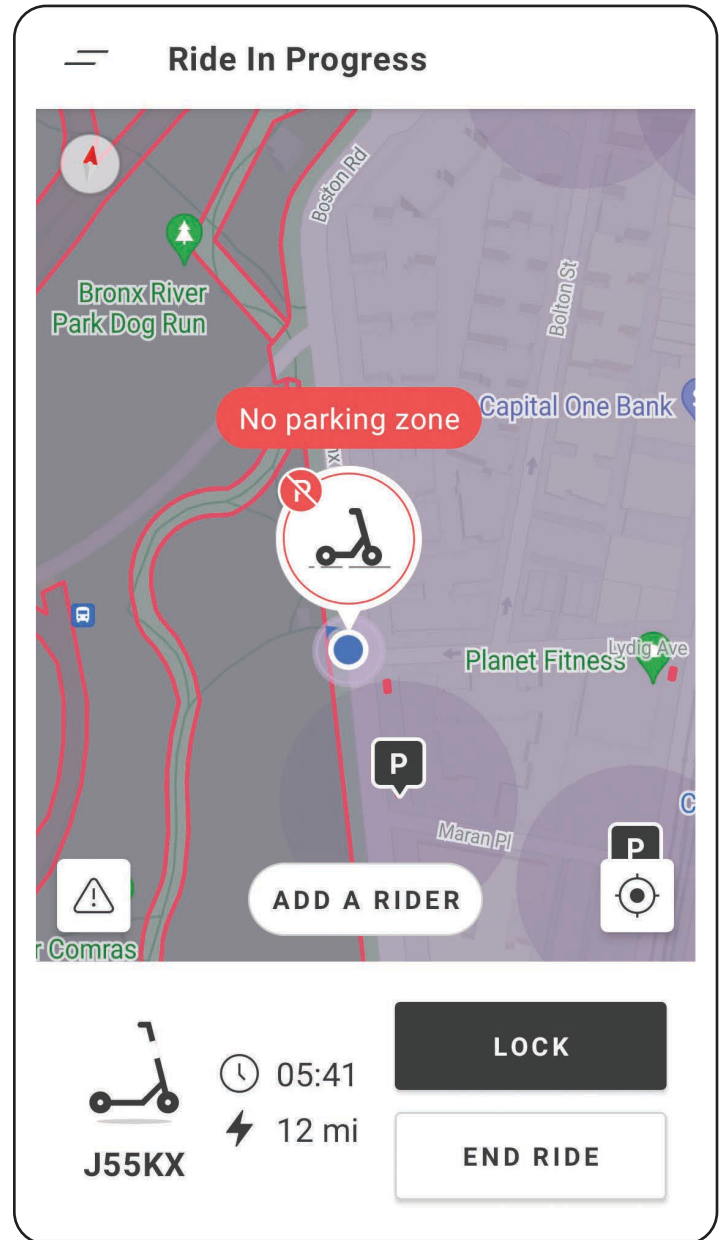 Ride In Progress
Boston Rd
Bronx River
Park Dog Run
Bolton St
No parking zone
Capital One Bank
P
Planet Fitness
Lydig Ave
P
Maran Pl
P
ADD A RIDER
r Comras
C
05:41
LOCK
12 mi
J55KX
END RIDE